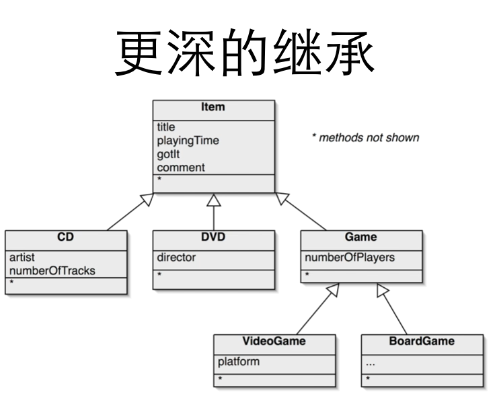 更深的继承
Item
title
playingTime
gotIt
comment
*
* methods not shown
CD
artist
numberOfTracks
*
DVD
director
*
Game
numberOfPlayers
*
VideoGame
platform
*
BoardGame
...
*